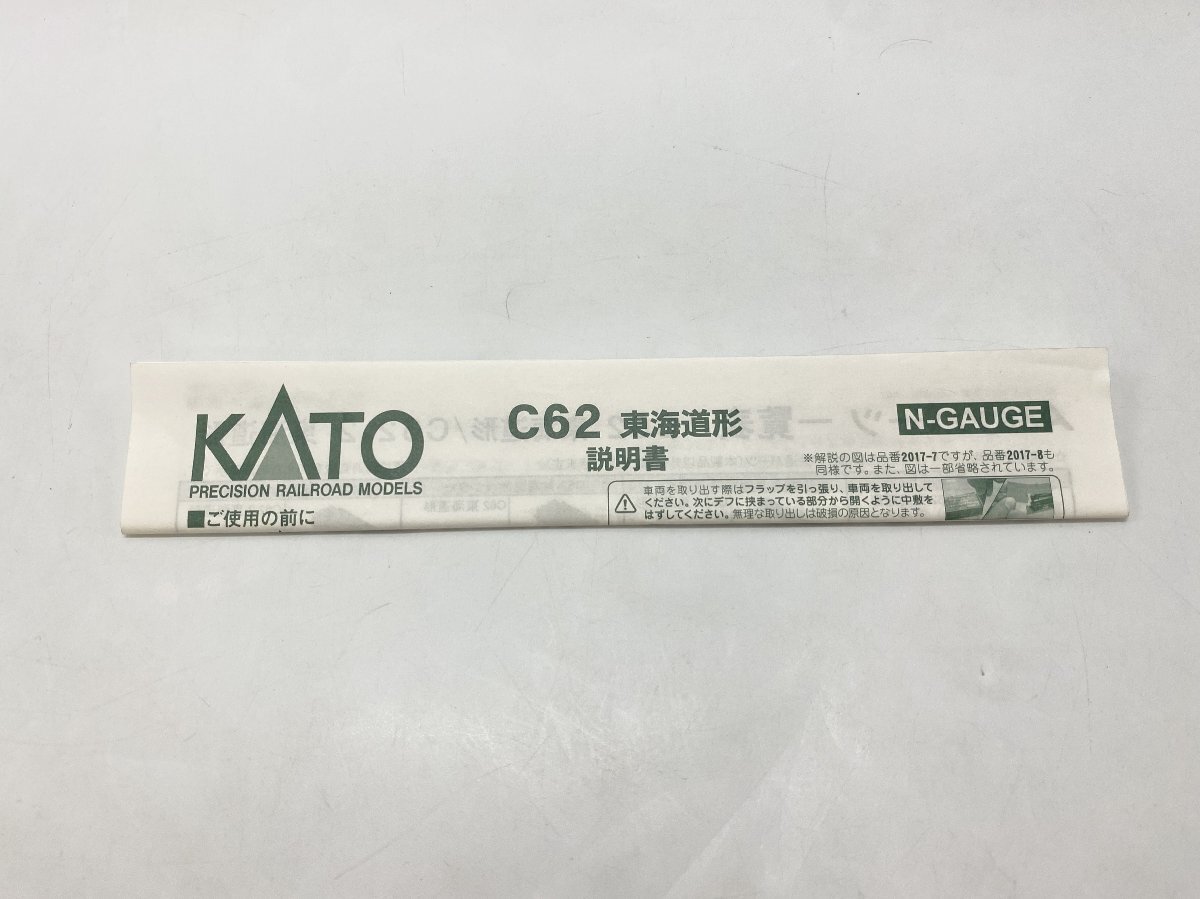 KATO
PRECISION RAILROAD MODELS
C62 東海道形
説明書
N-GAUGE
※解説の図は品番2017-7ですが、品番2017-8も
同様です。また、図は一部省略されています。
■ご使用の前に
車両を取り出す際はフラップを引っ張り、車両を取り出して
ください。次にデフに挟まっている部分から開くように中敷を
はずしてください。無理な取り出しは破損の原因となります。